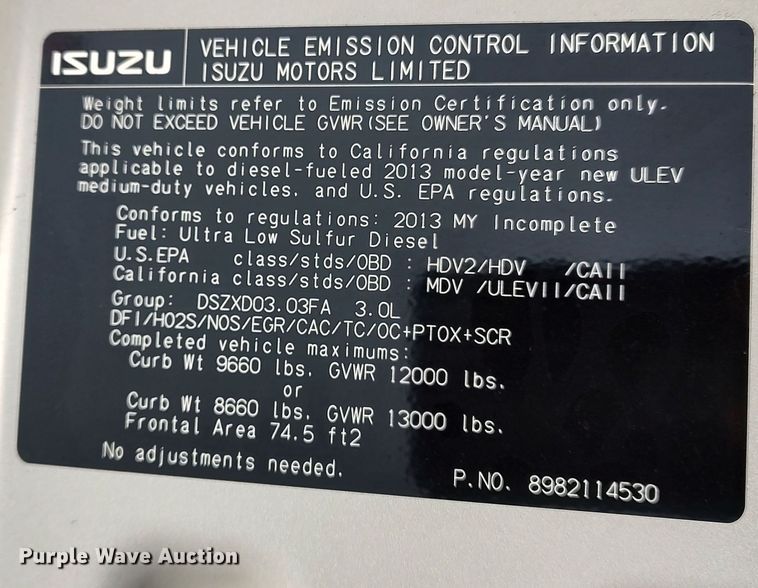 ISUZU
VEHICLE EMISSION CONTROL INFORMATION
ISUZU MOTORS LIMITED
Weight limits refer to Emission Certification only.
DO NOT EXCEED VEHICLE GVWR(SEE OWNER'S MANUAL)
This vehicle conforms to California regulations
applicable to diesel-fueled 2013 model-year new ULEV
medium-duty vehicles, and U.S. EPA regulations.
Conforms to regulations: 2013 MY Incomplete
Fuel: Ultra Low Sulfur Diesel
U.S.EPA class/stds/OBD : HDV2/HDV /CAII
California class/stds/OBD : MDV /ULEVII/CAII
Group: DSZXD03.03FA 3.0L
DFI/HO2S/NOS/EGR/CAC/TC/OC+PTOX+SCR
Completed vehicle maximums:
Curb Wt 9660 lbs. GVWR 12000 lbs.
or
Curb Wt 8660 lbs. GVWR 13000 lbs.
Frontal Area 74.5 ft2
No adjustments needed.
P.NO. 8982114530
Purple Wave Auction